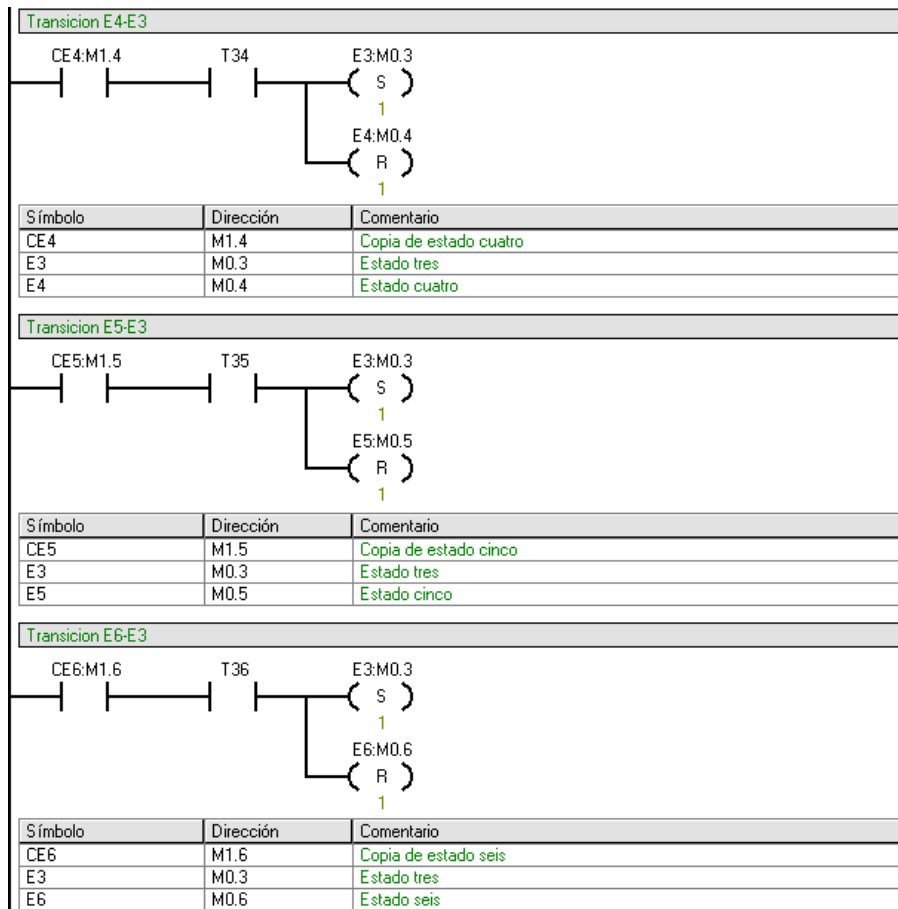 Transicion E4-E3
CE4:M1.4 T34 E3:M0.3
S
1
E4:M0.4
R
1
Símbolo Dirección Comentario
CE4 M1.4 Copia de estado cuatro
E3 M0.3 Estado tres
E4 M0.4 Estado cuatro
Transicion E5-E3
CE5:M1.5 T35 E3:M0.3
S
1
E5:M0.5
R
1
Símbolo Dirección Comentario
CE5 M1.5 Copia de estado cinco
E3 M0.3 Estado tres
E5 M0.5 Estado cinco
Transicion E6-E3
CE6:M1.6 T36 E3:M0.3
S
1
E6:M0.6
R
1
Símbolo Dirección Comentario
CE6 M1.6 Copia de estado seis
E3 M0.3 Estado tres
E6 M0.6 Estado seis